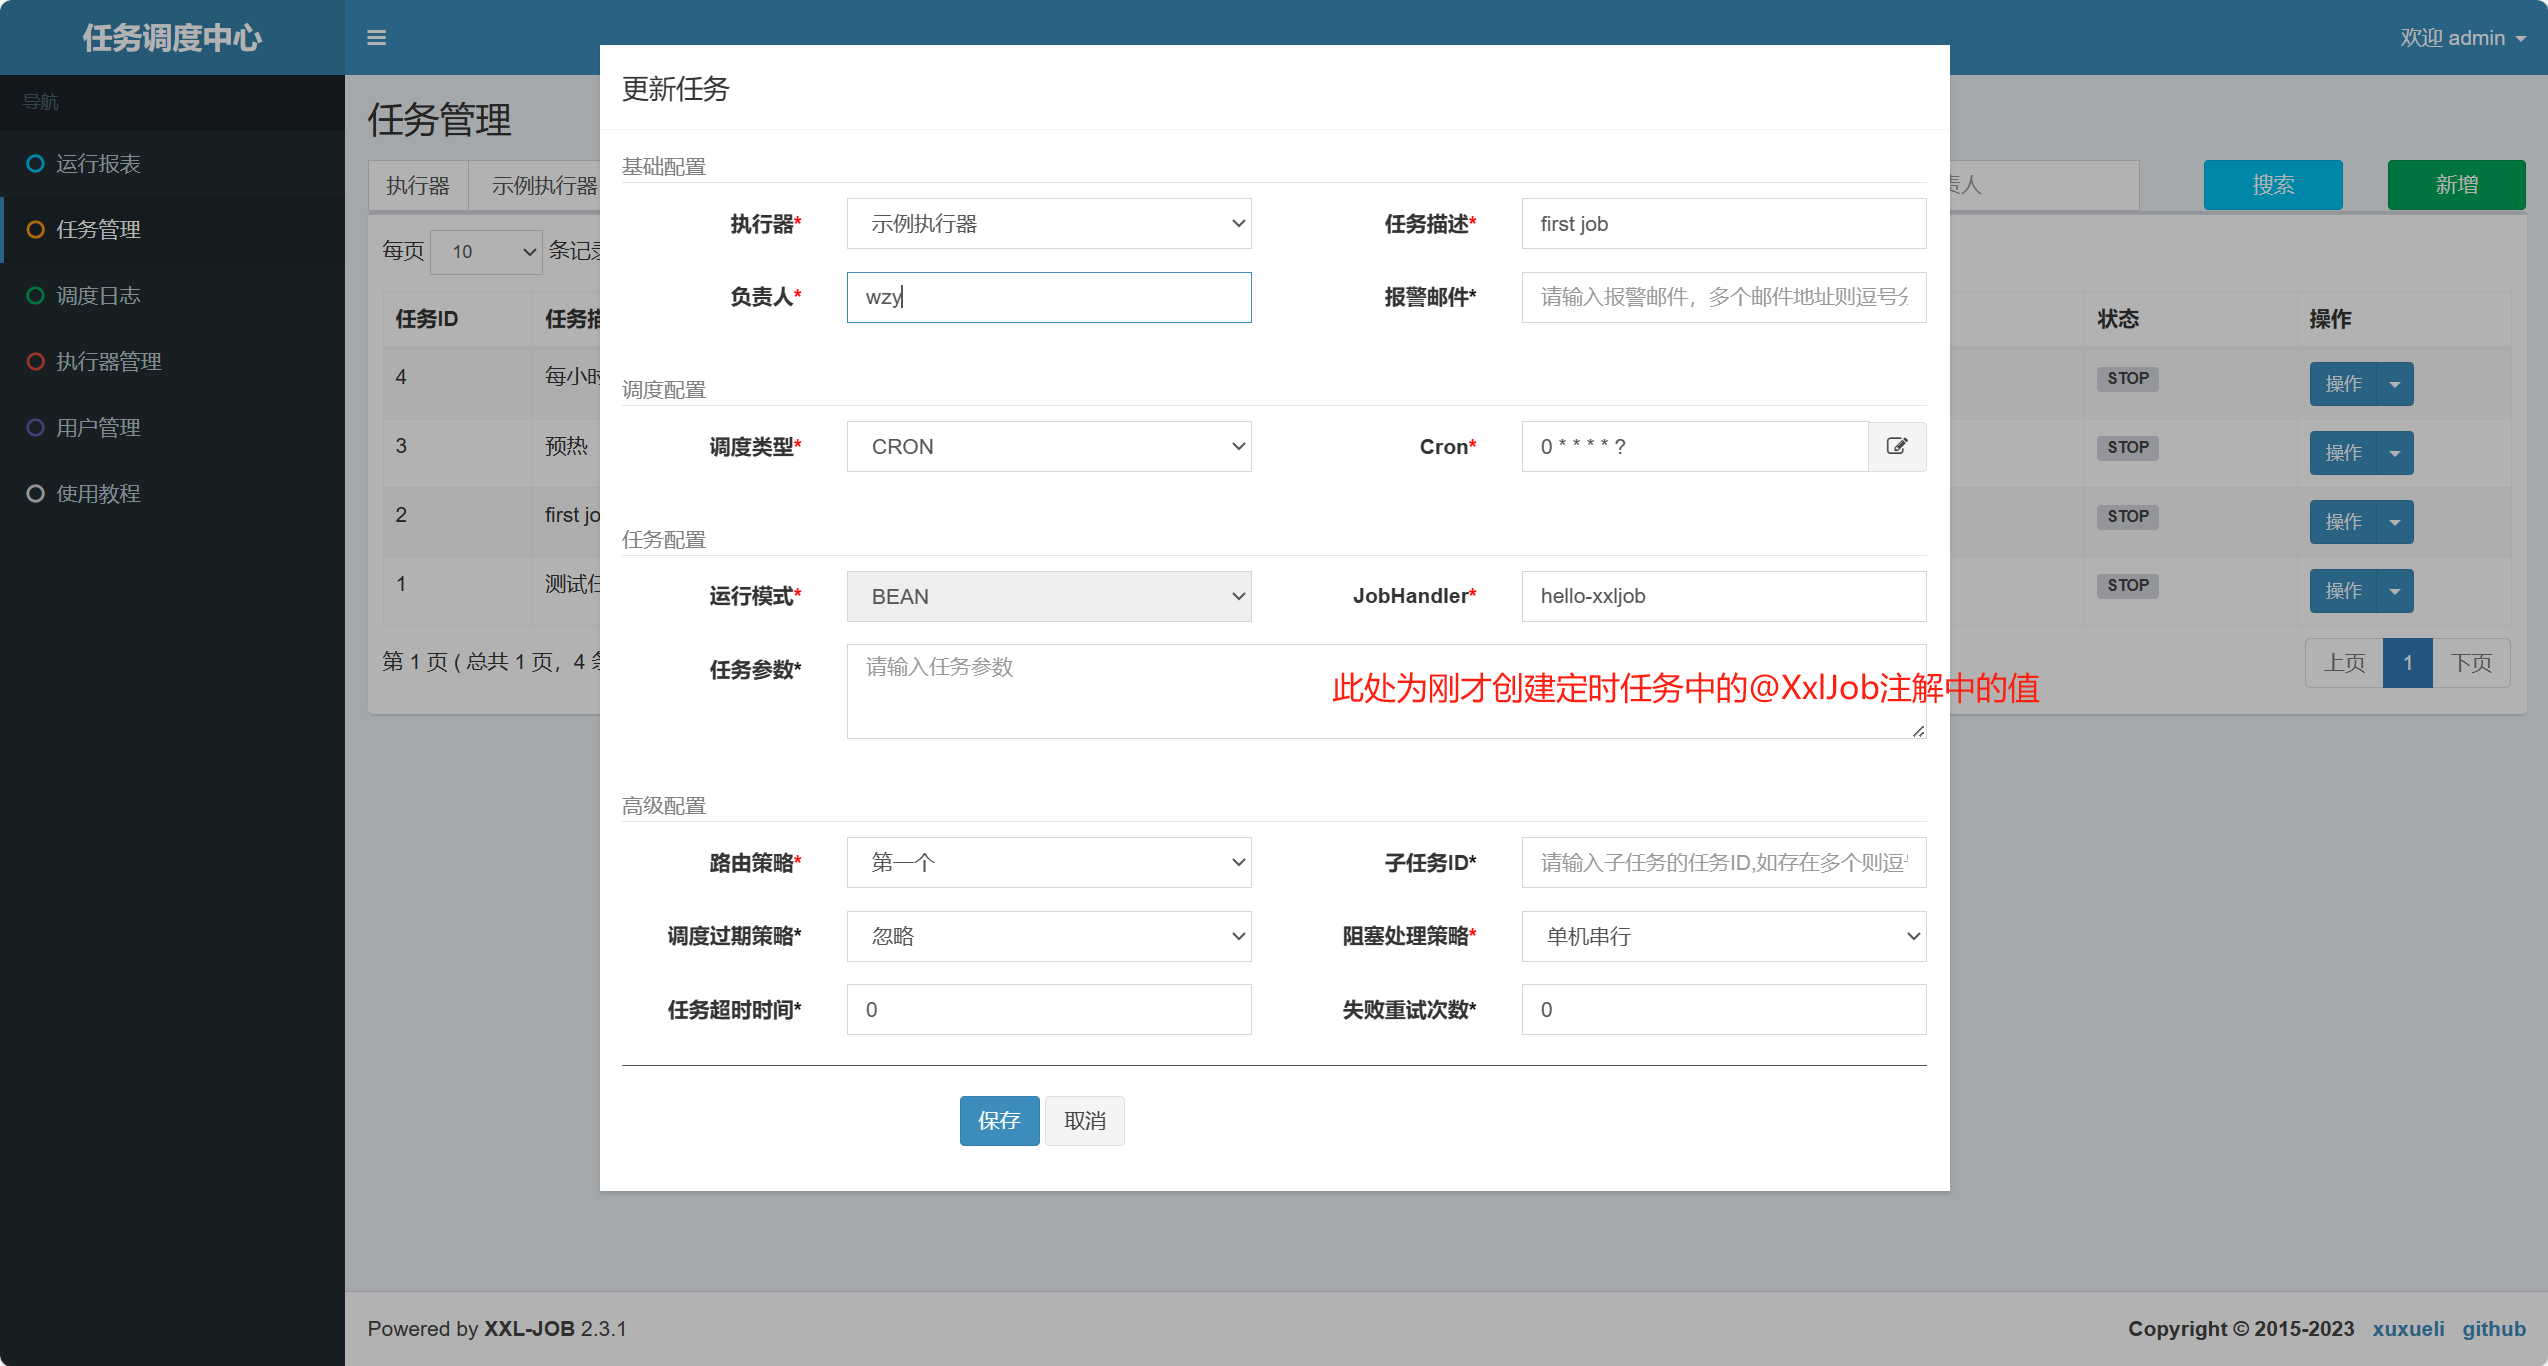 任务调度中心
欢迎 admin
导航
运行报表
任务管理
调度日志
执行器管理
用户管理
使用教程
任务管理
执行器 示例执行器
责人
搜索
新增
每页 10 条记录
任务ID 任务描 状态 操作
4 每小时 STOP 操作
3 预热 STOP 操作
2 first jo STOP 操作
1 测试任 STOP 操作
第 1 页 ( 总共 1 页，4 条
上页 1 下页
更新任务
基础配置
执行器* 示例执行器 任务描述* first job
负责人* wzy 报警邮件* 请输入报警邮件，多个邮件地址则逗号分
调度配置
调度类型* CRON Cron* 0 * * * * ?
任务配置
运行模式* BEAN JobHandler* hello-xxljob
任务参数* 请输入任务参数
此处为刚才创建定时任务中的@XxlJob注解中的值
高级配置
路由策略* 第一个 子任务ID* 请输入子任务的任务ID,如存在多个则逗
调度过期策略* 忽略 阻塞处理策略* 单机串行
任务超时时间* 0 失败重试次数* 0
保存 取消
Powered by XXL-JOB 2.3.1
Copyright © 2015-2023 xuxueli github